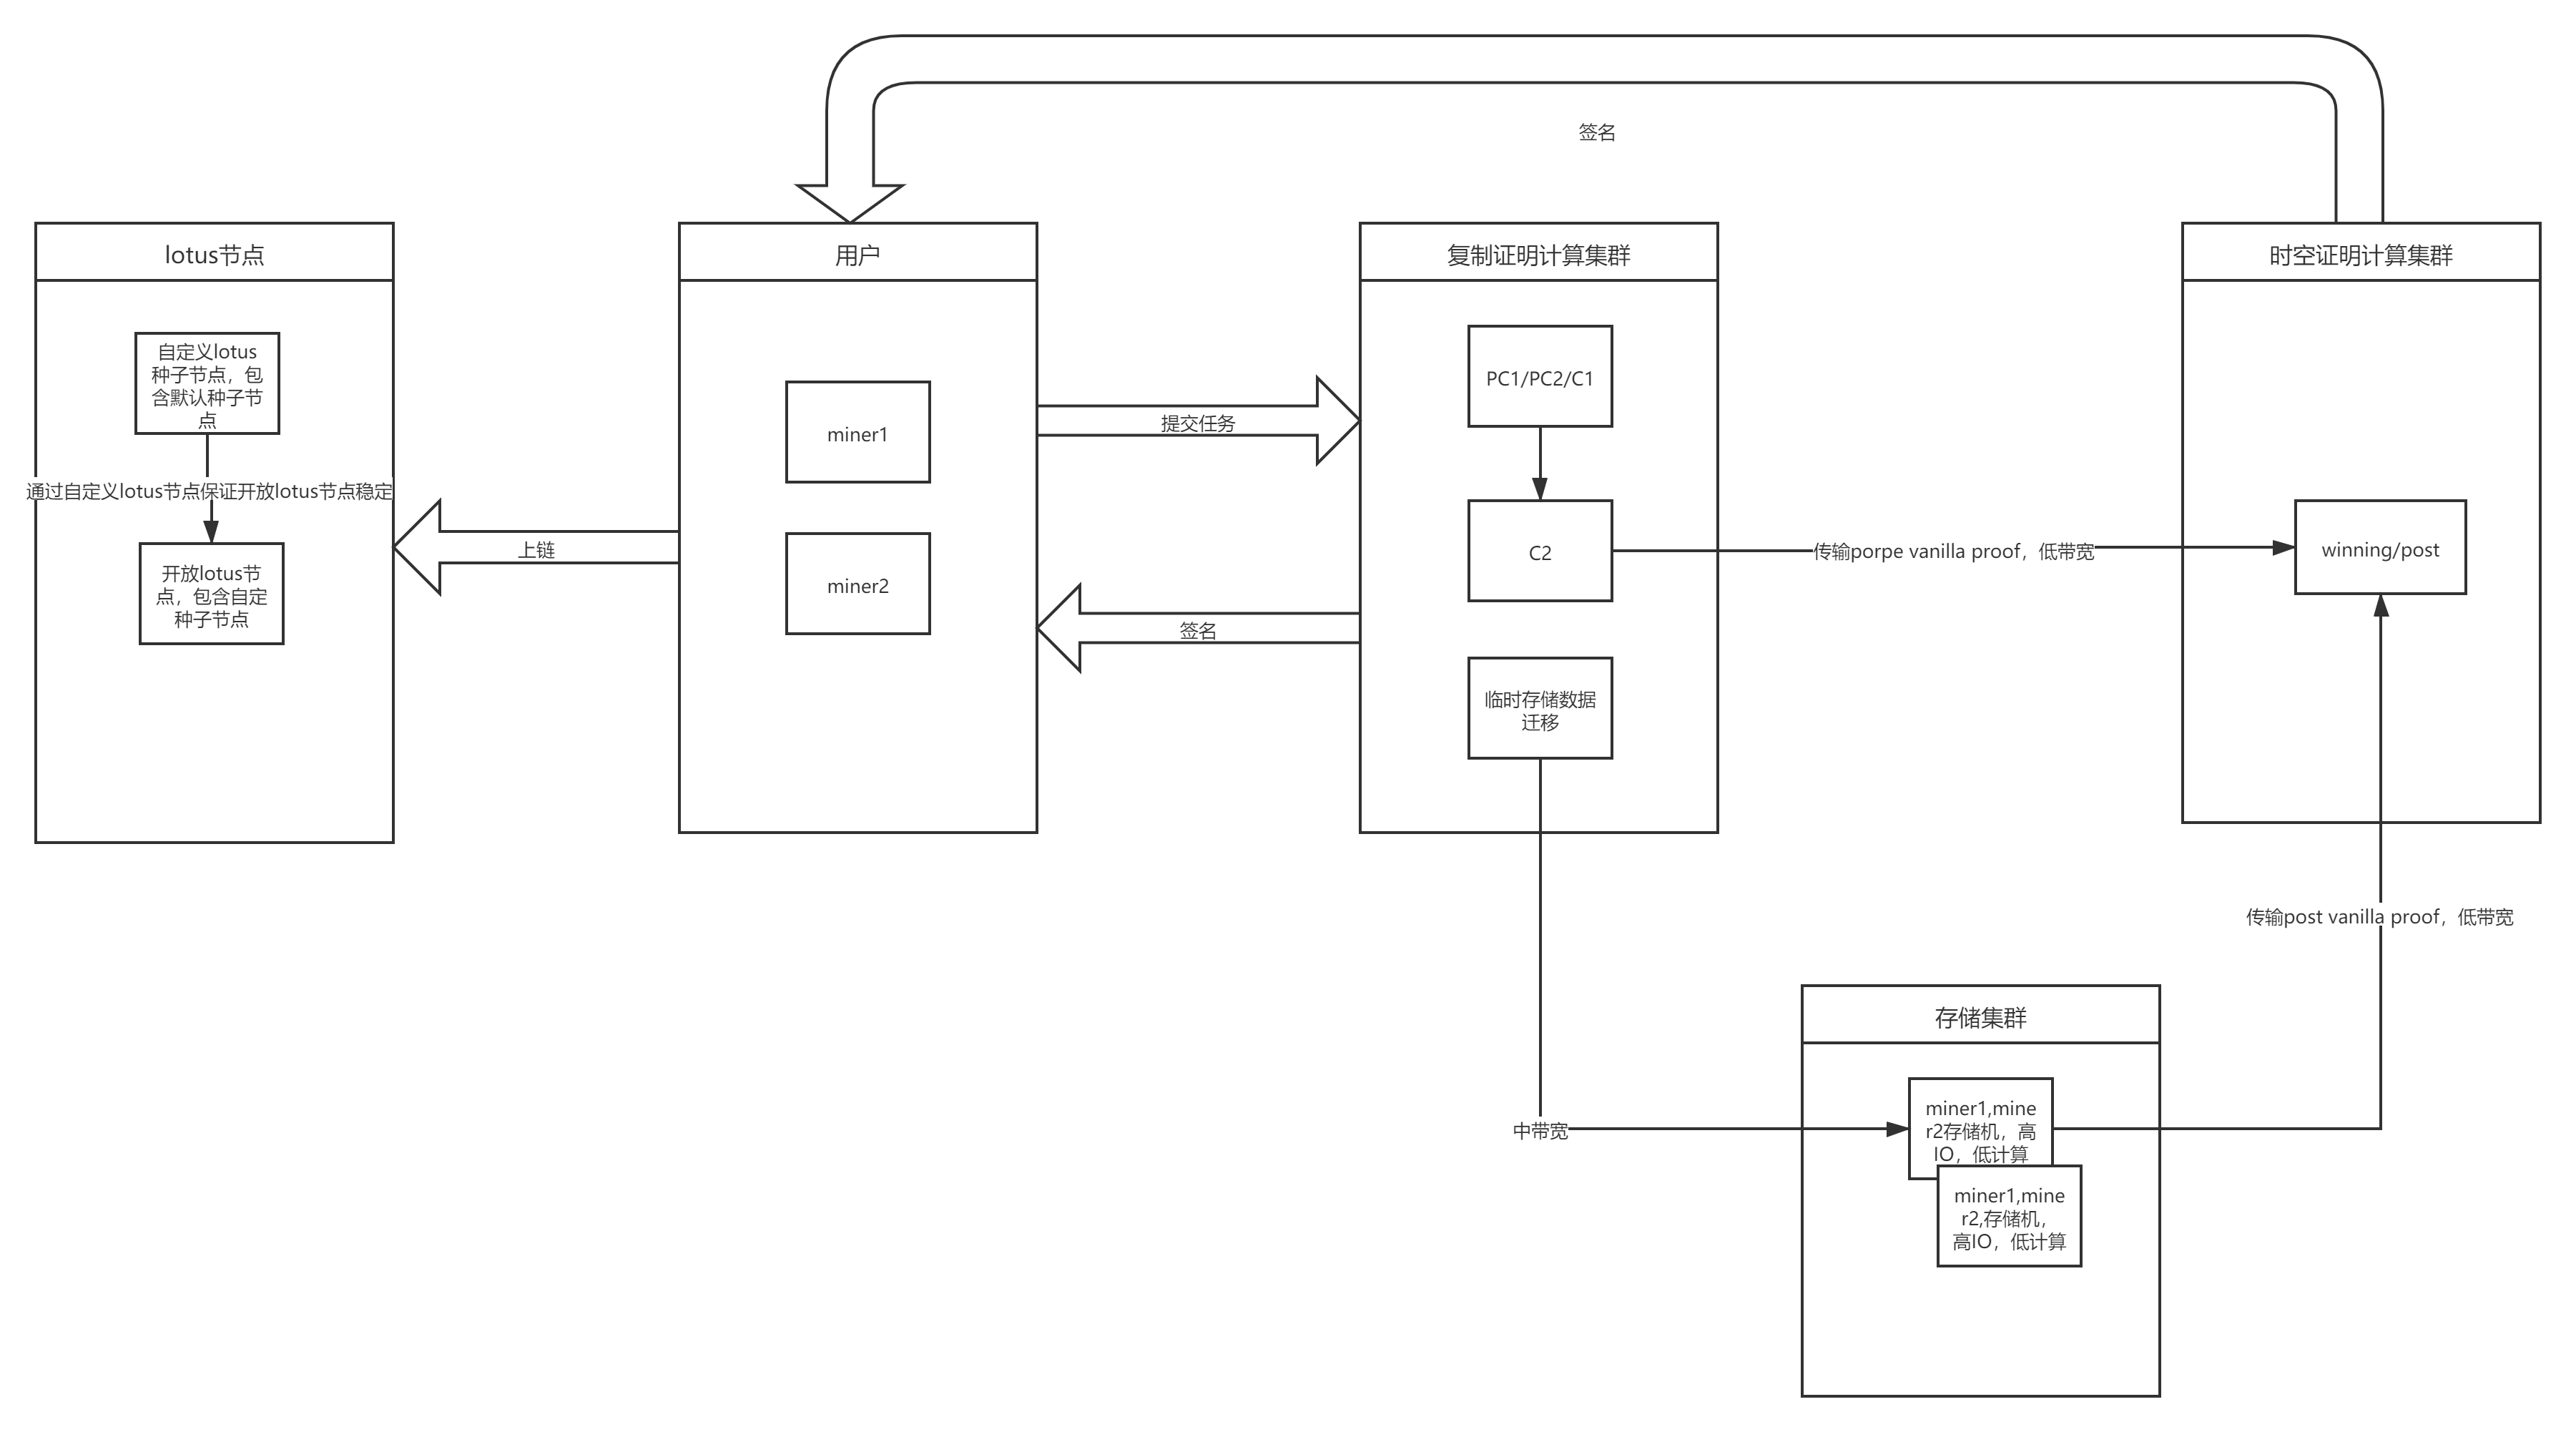 签名
lotus节点
自定义lotus
种子节点，包
含默认种子节
点
通过自定义lotus节点保证开放lotus节点稳定
开放lotus节
点，包含自定
种子节点
上链
用户
miner1
miner2
提交任务
签名
复制证明计算集群
PC1/PC2/C1
C2
临时存储数据
迁移
传输porpe vanilla proof，低带宽
时空证明计算集群
winning/post
传输post vanilla proof，低带宽
中带宽
存储集群
miner1,mine
r2存储机，高
IO，低计算
miner1,mine
r2,存储机，
高IO，低计算